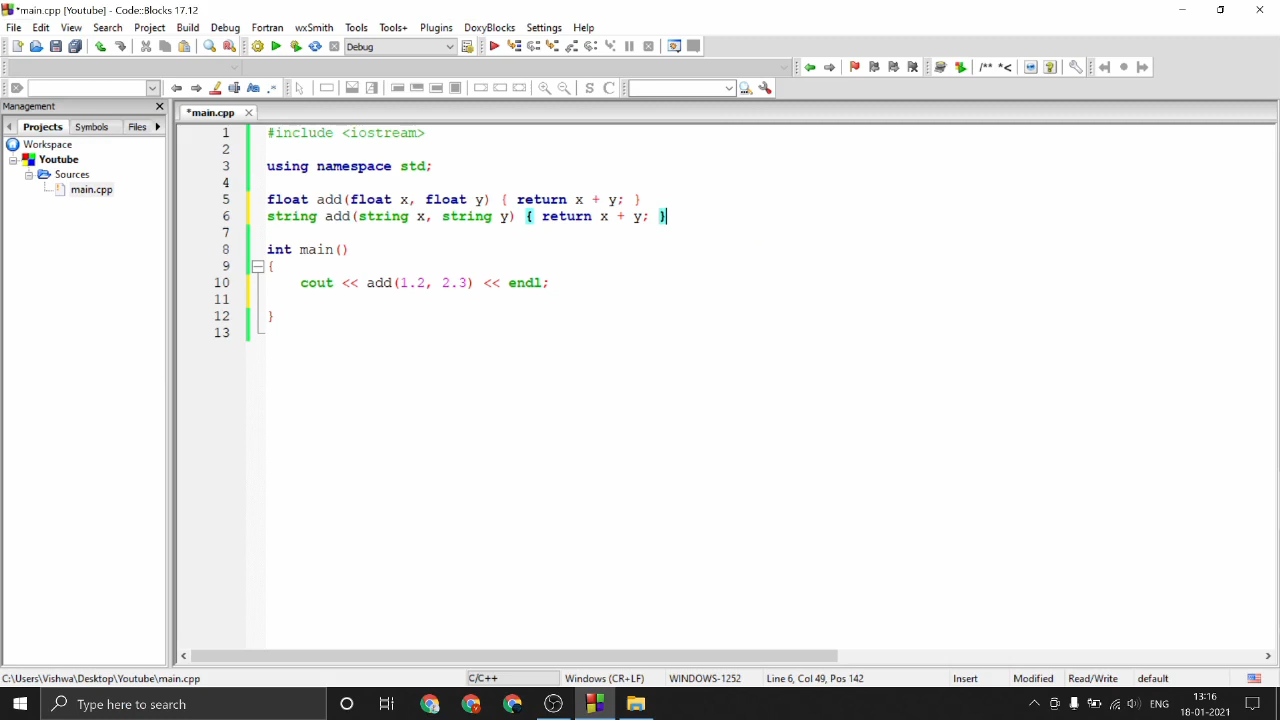 *main.cpp [Youtube] - Code::Blocks 17.12
File Edit View Search Project Build Debug Fortran wxSmith Tools Tools+ Plugins DoxyBlocks Settings Help
Debug
/** *<
S C
Management
Projects Symbols Files
*main.cpp
Workspace
Youtube
Sources
main.cpp
1 #include <iostream>
2
3 using namespace std;
4
5 float add(float x, float y) { return x + y; }
6 string add(string x, string y) { return x + y; }
7
8 int main()
9 {
10 cout << add(1.2, 2.3) << endl;
11
12 }
13
C:\Users\Vishwa\Desktop\Youtube\main.cpp C/C++ Windows (CR+LF) WINDOWS-1252 Line 6, Col 49, Pos 142 Insert Modified Read/Write default
Type here to search
ENG
13:16
18-01-2021